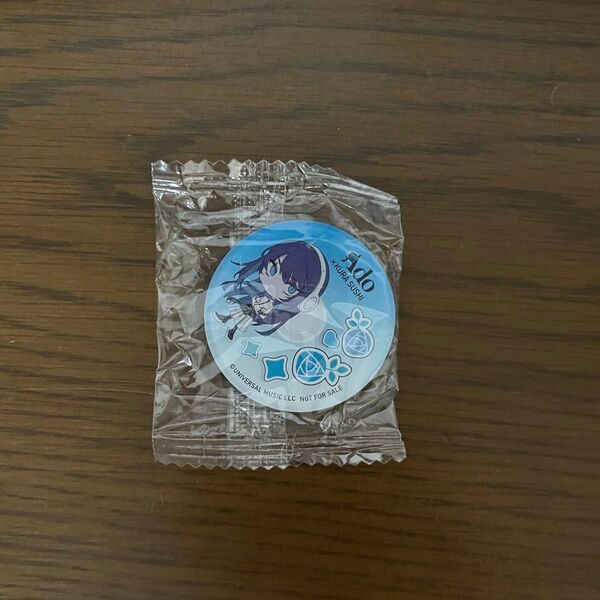 Ado
×KURA SUSHI
©UNIVERSAL MUSIC LLC NOT FOR SALE